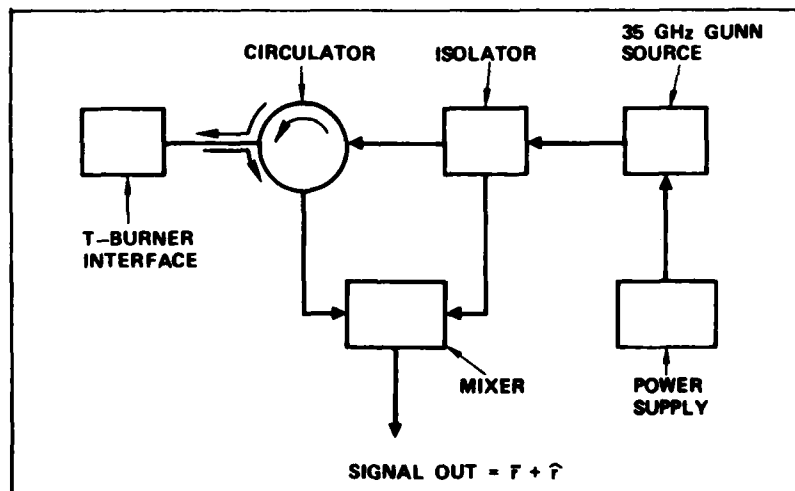 35 GHz GUNN
SOURCE
CIRCULATOR
ISOLATOR
T-BURNER
INTERFACE
MIXER
POWER
SUPPLY
SIGNAL OUT = r̄ + r̂